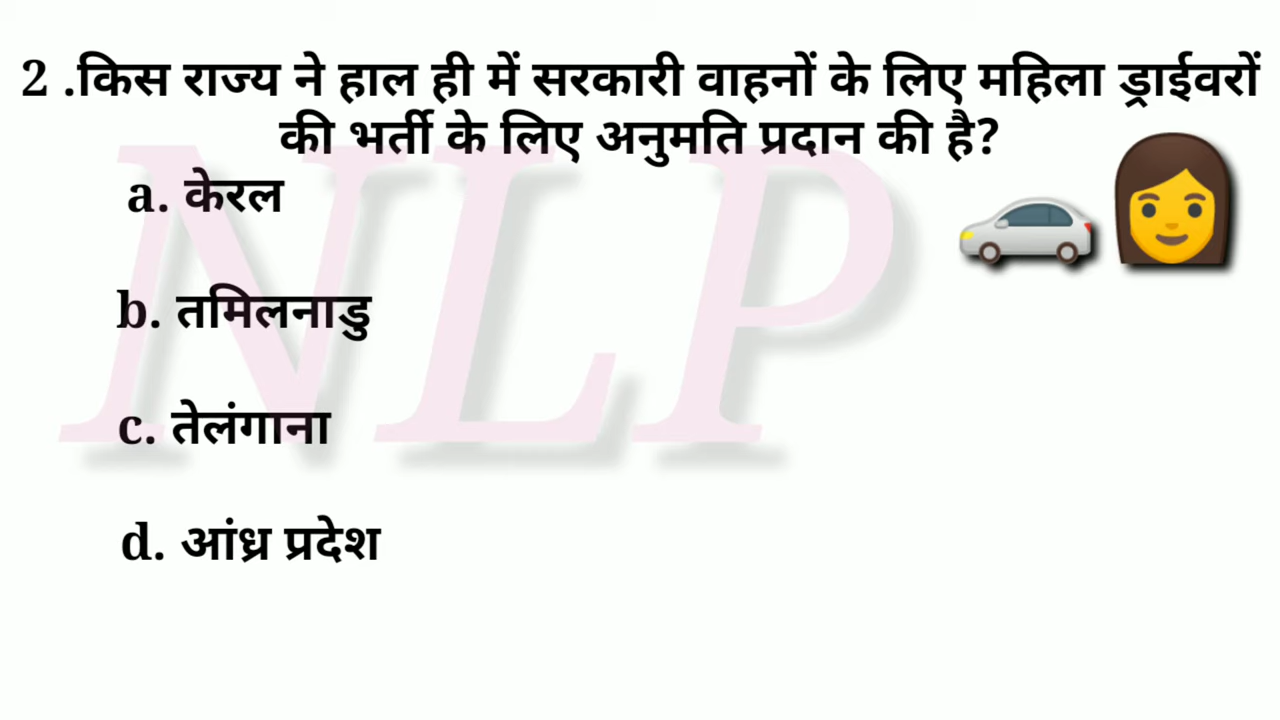 2 .किस राज्य ने हाल ही में सरकारी वाहनों के लिए महिला ड्राईवरों
की भर्ती के लिए अनुमति प्रदान की है?
a. केरल
b. तमिलनाडु
c. तेलंगाना
d. आंध्र प्रदेश
NLP